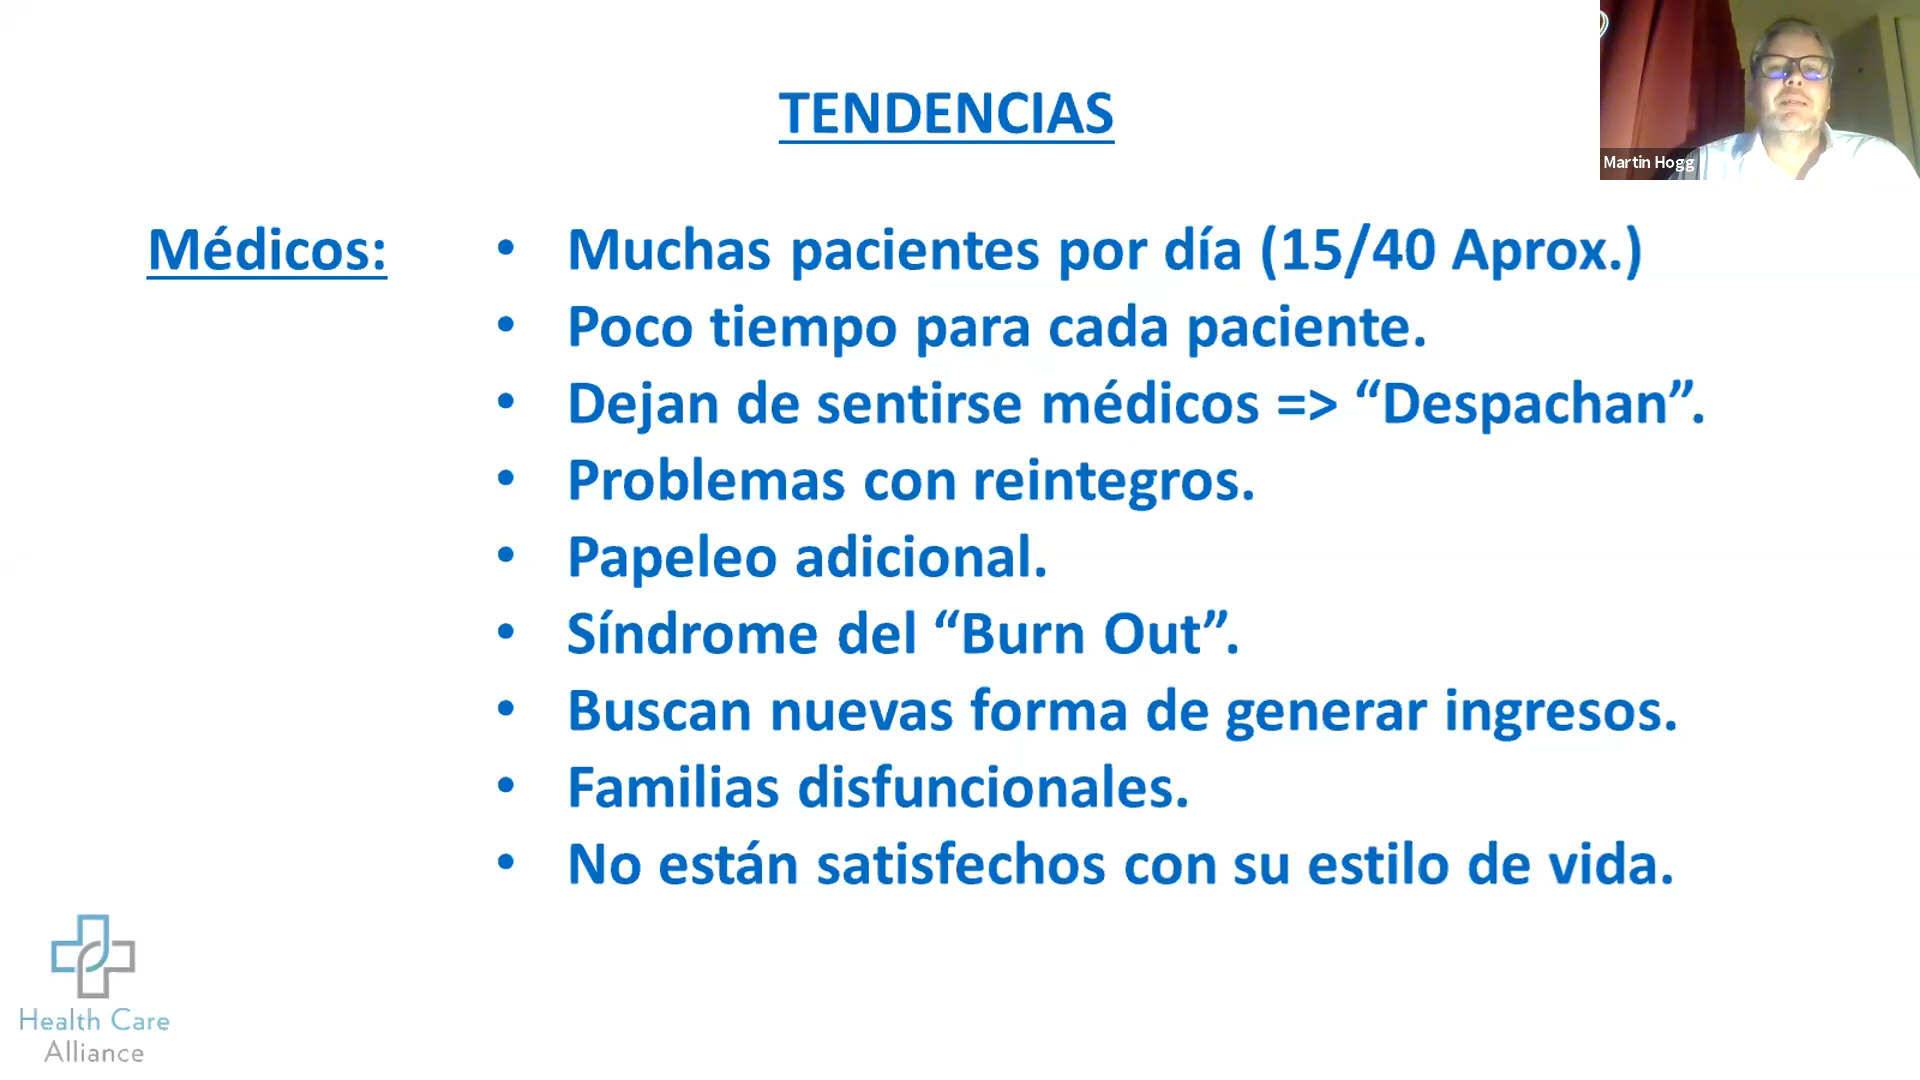 TENDENCIAS
Martin Hogg
Médicos:
• Muchas pacientes por día (15/40 Aprox.)
• Poco tiempo para cada paciente.
• Dejan de sentirse médicos => “Despachan”.
• Problemas con reintegros.
• Papeleo adicional.
• Síndrome del “Burn Out”.
• Buscan nuevas forma de generar ingresos.
• Familias disfuncionales.
• No están satisfechos con su estilo de vida.
Health Care
Alliance